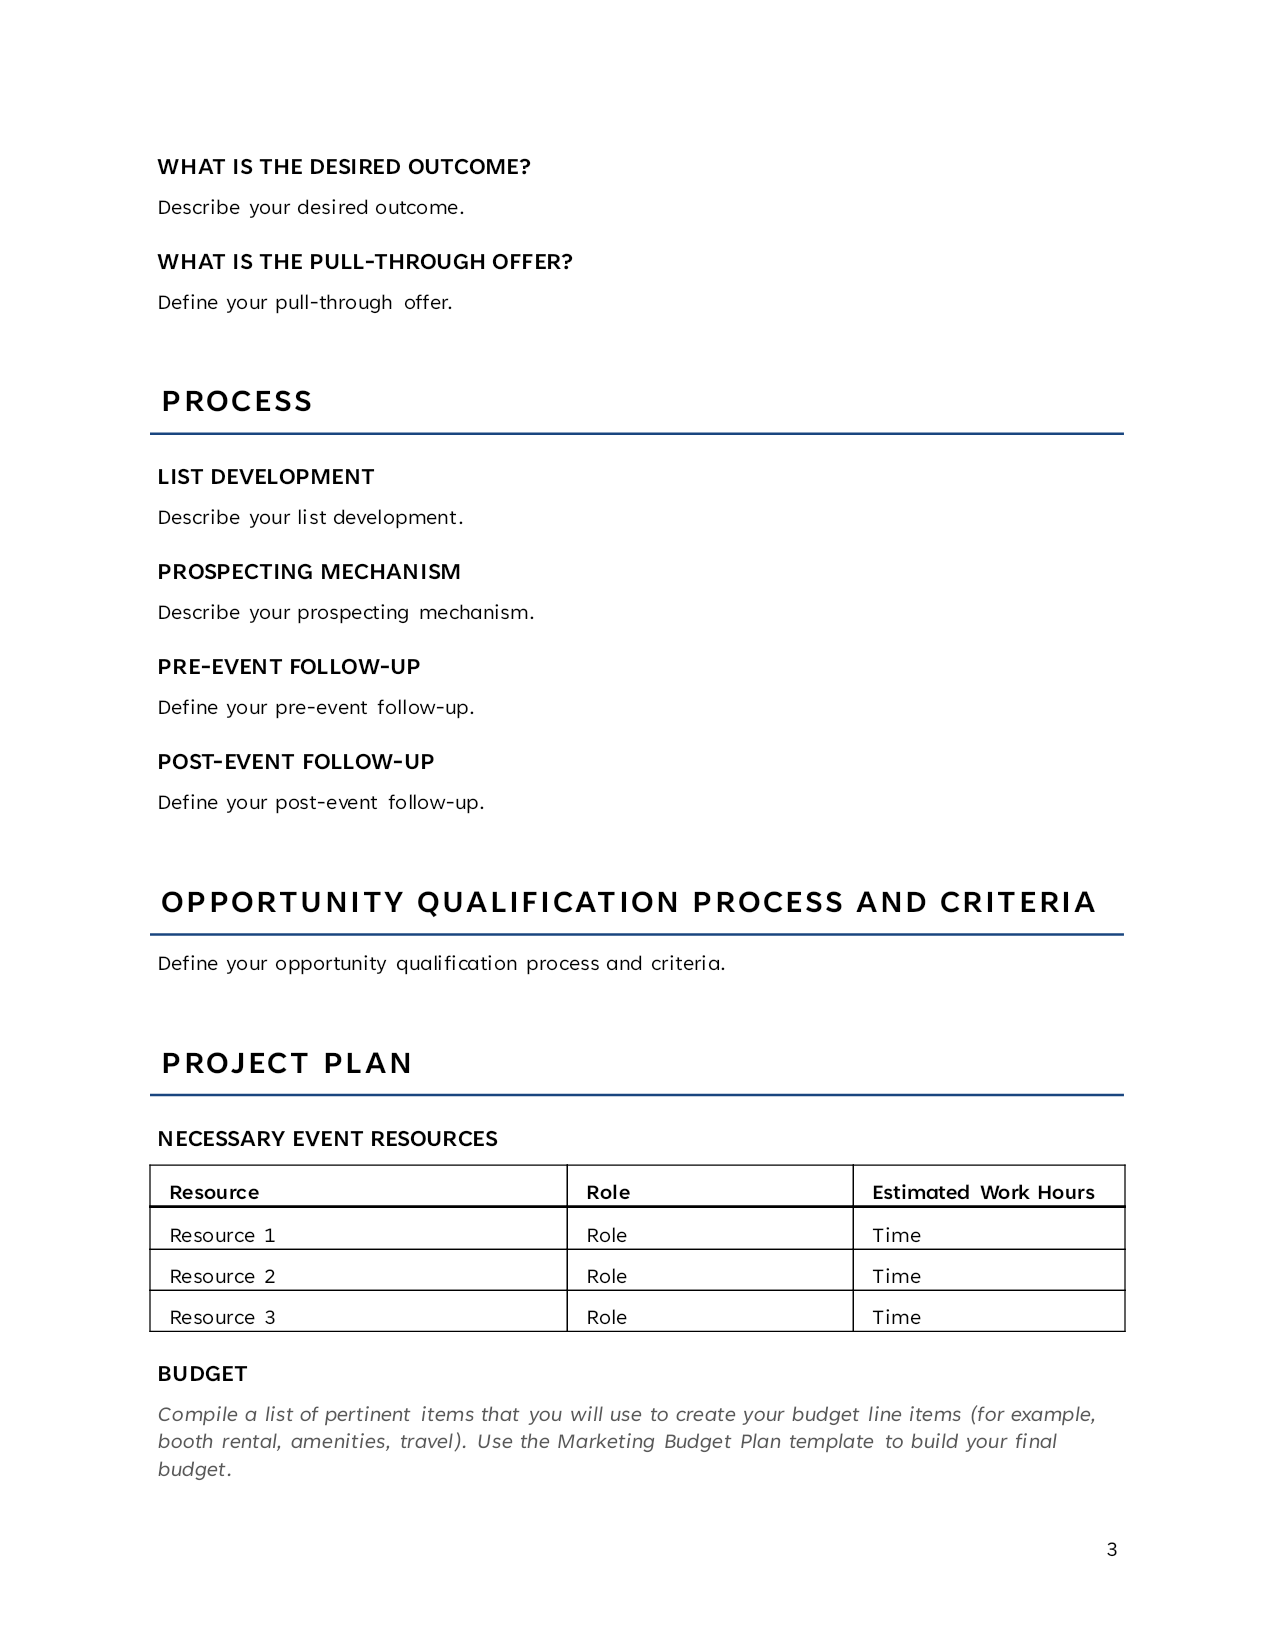 WHAT IS THE DESIRED OUTCOME?
Describe your desired outcome.
WHAT IS THE PULL-THROUGH OFFER?
Define your pull-through offer.
PROCESS
LIST DEVELOPMENT
Describe your list development.
PROSPECTING MECHANISM
Describe your prospecting mechanism.
PRE-EVENT FOLLOW-UP
Define your pre-event follow-up.
POST-EVENT FOLLOW-UP
Define your post-event follow-up.
OPPORTUNITY QUALIFICATION PROCESS AND CRITERIA
Define your opportunity qualification process and criteria.
PROJECT PLAN
NECESSARY EVENT RESOURCES
Resource Role Estimated Work Hours
Resource 1 Role Time
Resource 2 Role Time
Resource 3 Role Time
BUDGET
Compile a list of pertinent items that you will use to create your budget line items (for example,
booth rental, amenities, travel). Use the Marketing Budget Plan template to build your final
budget.
3